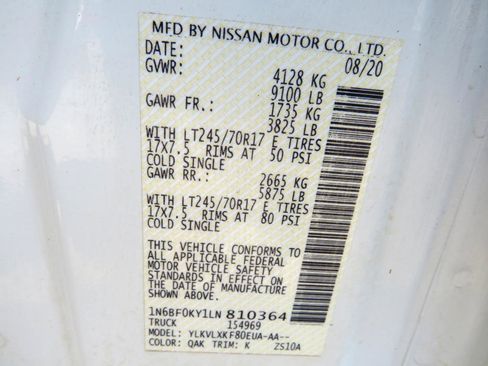 MFD BY NISSAN MOTOR CO., LTD.
DATE: 08/20
GVWR: 4128 KG
9100 LB
GAWR FR.: 1735 KG
3825 LB
WITH LT245/70R17 E TIRES
17X7.5 RIMS AT 50 PSI
COLD SINGLE
GAWR RR.: 2665 KG
5875 LB
WITH LT245/70R17 E TIRES
17X7.5 RIMS AT 80 PSI
COLD SINGLE
THIS VEHICLE CONFORMS TO
ALL APPLICABLE FEDERAL
MOTOR VEHICLE SAFETY
STANDARDS IN EFFECT ON
THE DATE OF MANUFACTURE
SHOWN ABOVE.
1N6BF0KY1LN 810364
TRUCK 154969
MODEL: YLKVLXKF80EUA-AA--
COLOR: QAK TRIM: K ZS10A